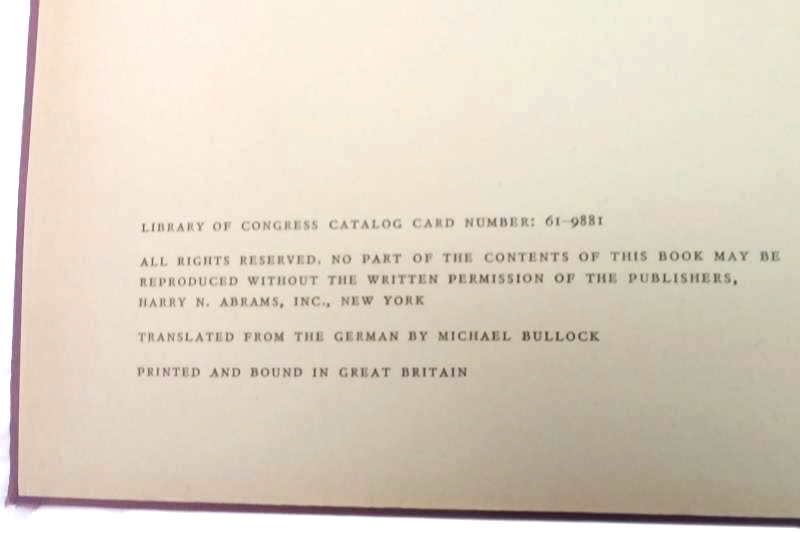 LIBRARY OF CONGRESS CATALOG CARD NUMBER: 61-9881
ALL RIGHTS RESERVED. NO PART OF THE CONTENTS OF THIS BOOK MAY BE
REPRODUCED WITHOUT THE WRITTEN PERMISSION OF THE PUBLISHERS,
HARRY N. ABRAMS, INC., NEW YORK
TRANSLATED FROM THE GERMAN BY MICHAEL BULLOCK
PRINTED AND BOUND IN GREAT BRITAIN